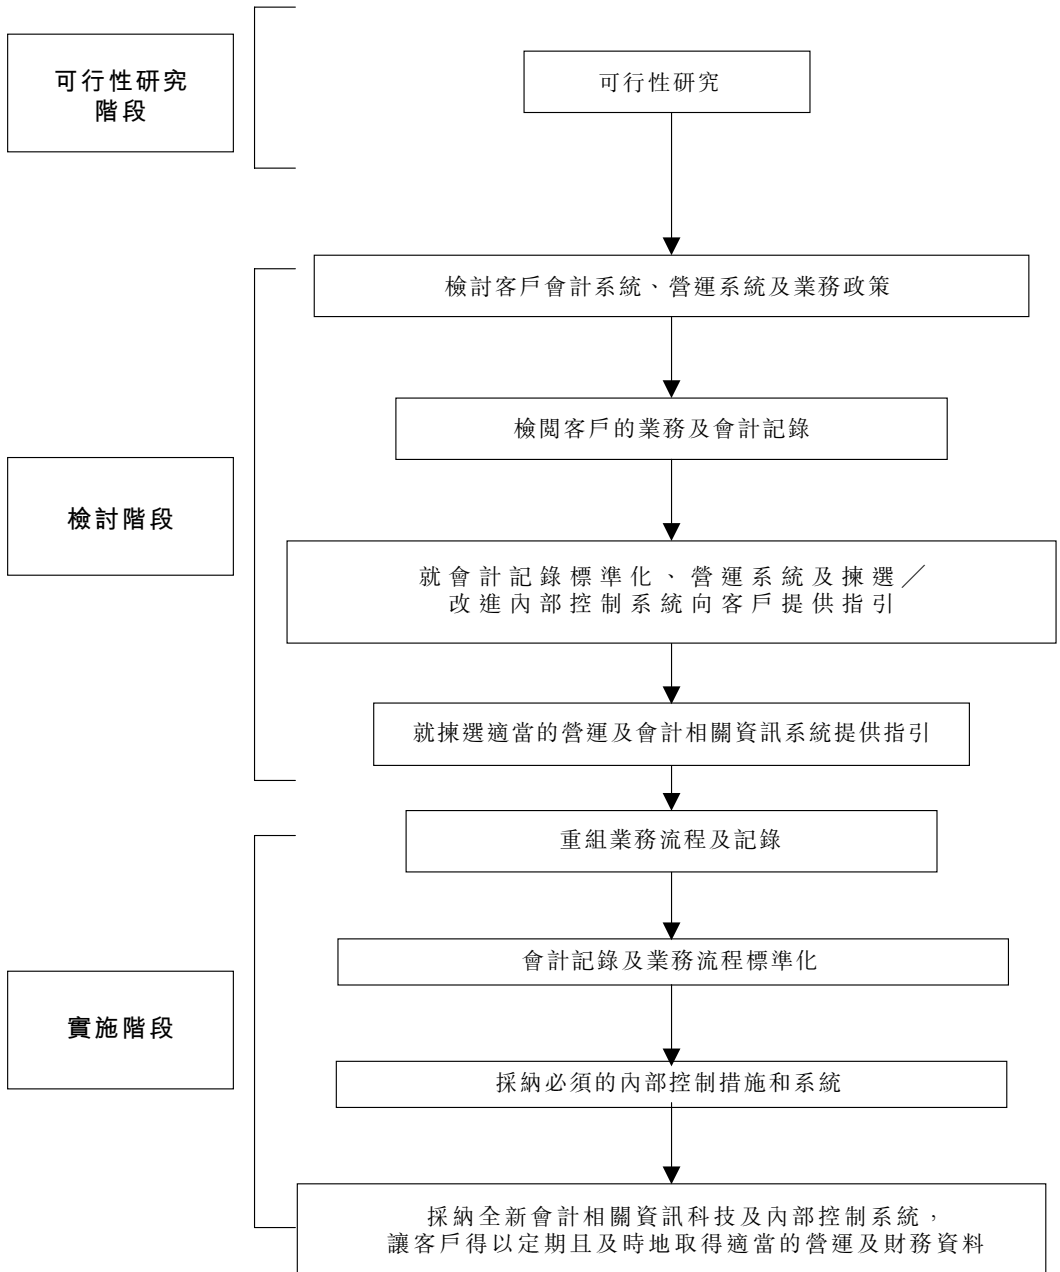 可行性研究
階段
可行性研究
檢討客戶會計系統、營運系統及業務政策
檢閱客戶的業務及會計記錄
檢討階段
就會計記錄標準化、營運系統及揀選／
改進內部控制系統向客戶提供指引
就揀選適當的營運及會計相關資訊系統提供指引
重組業務流程及記錄
會計記錄及業務流程標準化
實施階段
採納必須的內部控制措施和系統
採納全新會計相關資訊科技及內部控制系統，
讓客戶得以定期且及時地取得適當的營運及財務資料